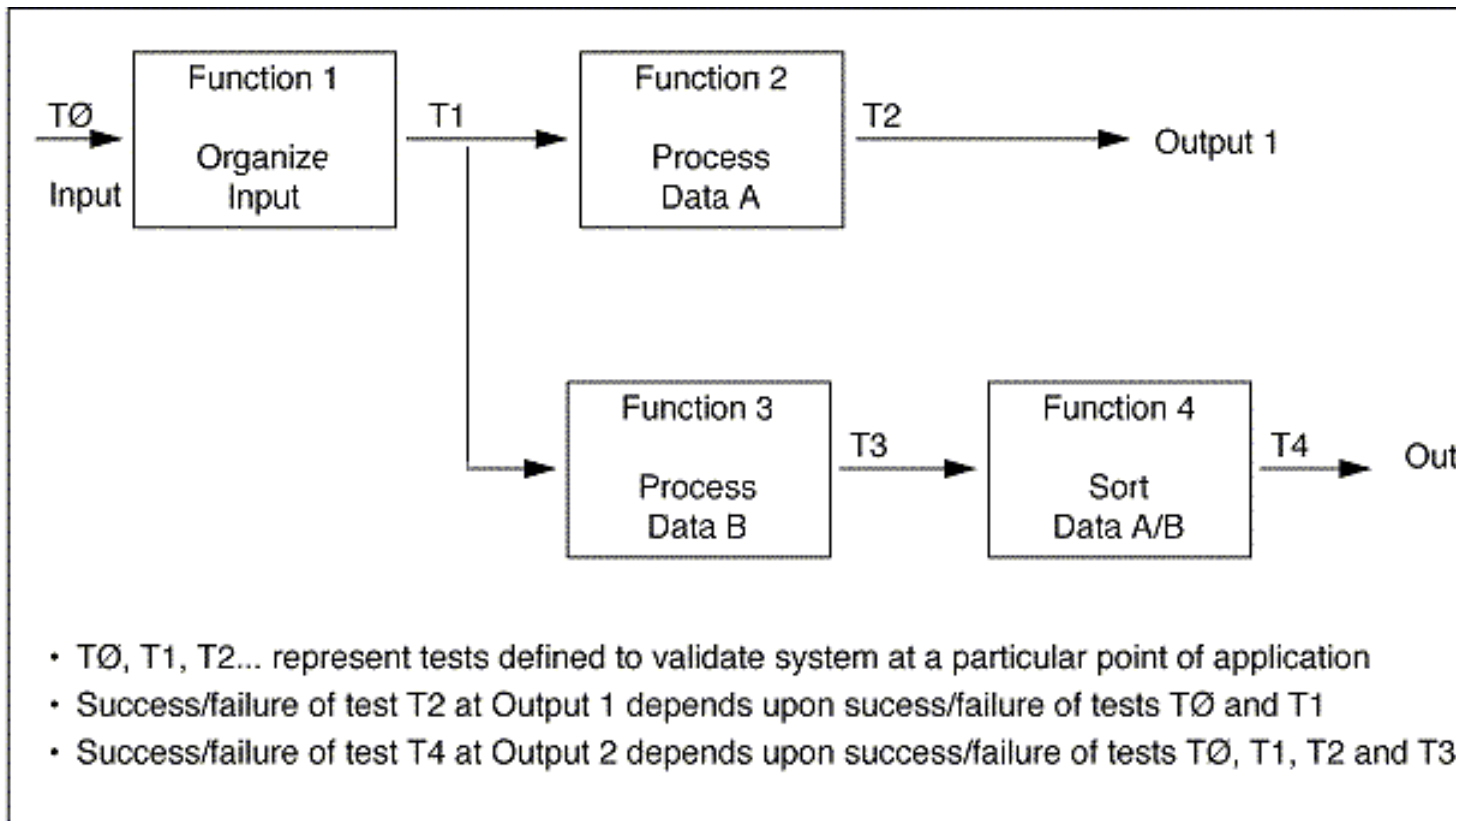 Function 1
Function 2
TØ
T1
T2
Organize
Input
Process
Data A
Output 1
Input
Function 3
Function 4
T3
T4
Out
Process
Data B
Sort
Data A/B
• TØ, T1, T2... represent tests defined to validate system at a particular point of application
• Success/failure of test T2 at Output 1 depends upon sucess/failure of tests TØ and T1
• Success/failure of test T4 at Output 2 depends upon success/failure of tests TØ, T1, T2 and T3